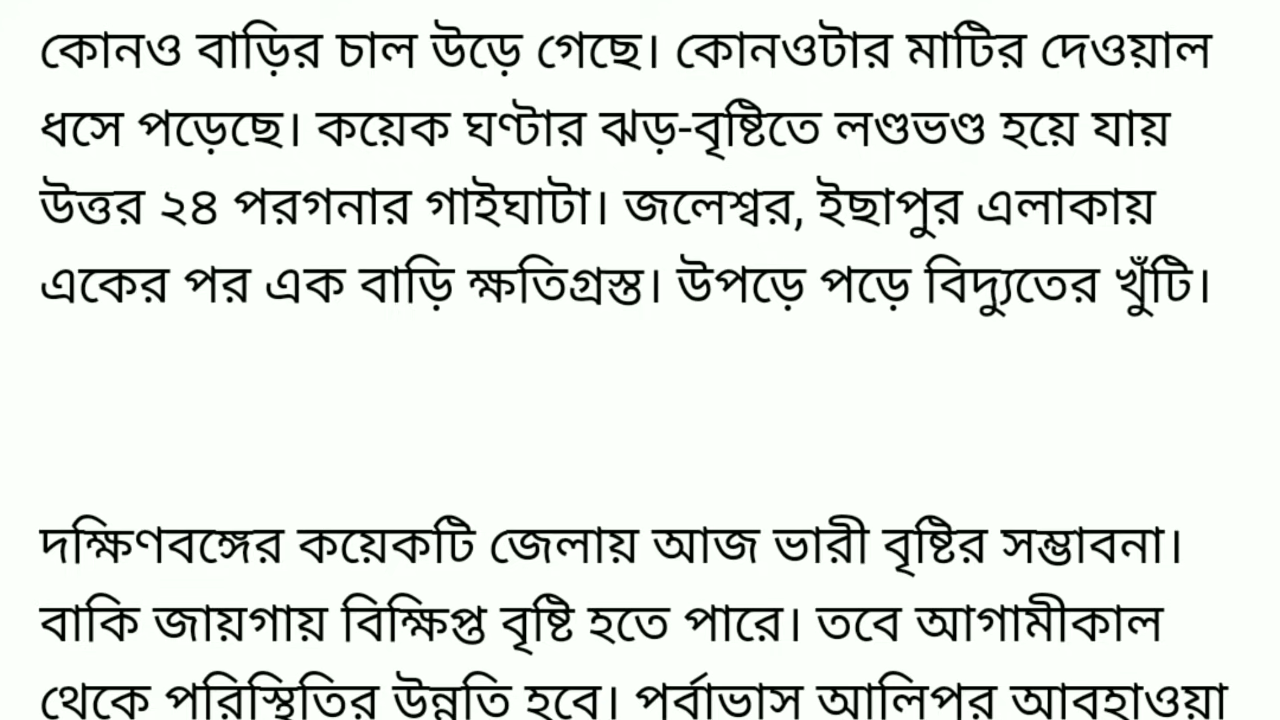 কোনও বাড়ির চাল উড়ে গেছে। কোনওটার মাটির দেওয়াল
ধসে পড়েছে। কয়েক ঘণ্টার ঝড়-বৃষ্টিতে লণ্ডভণ্ড হয়ে যায়
উত্তর ২৪ পরগনার গাইঘাটা। জলেশ্বর, ইছাপুর এলাকায়
একের পর এক বাড়ি ক্ষতিগ্রস্ত। উপড়ে পড়ে বিদ্যুতের খুঁটি।
দক্ষিণবঙ্গের কয়েকটি জেলায় আজ ভারী বৃষ্টির সম্ভাবনা।
বাকি জায়গায় বিক্ষিপ্ত বৃষ্টি হতে পারে। তবে আগামীকাল
থেকে পরিস্থিতির উন্নতি হবে। পূর্বাভাস আলিপুর আবহাওয়া